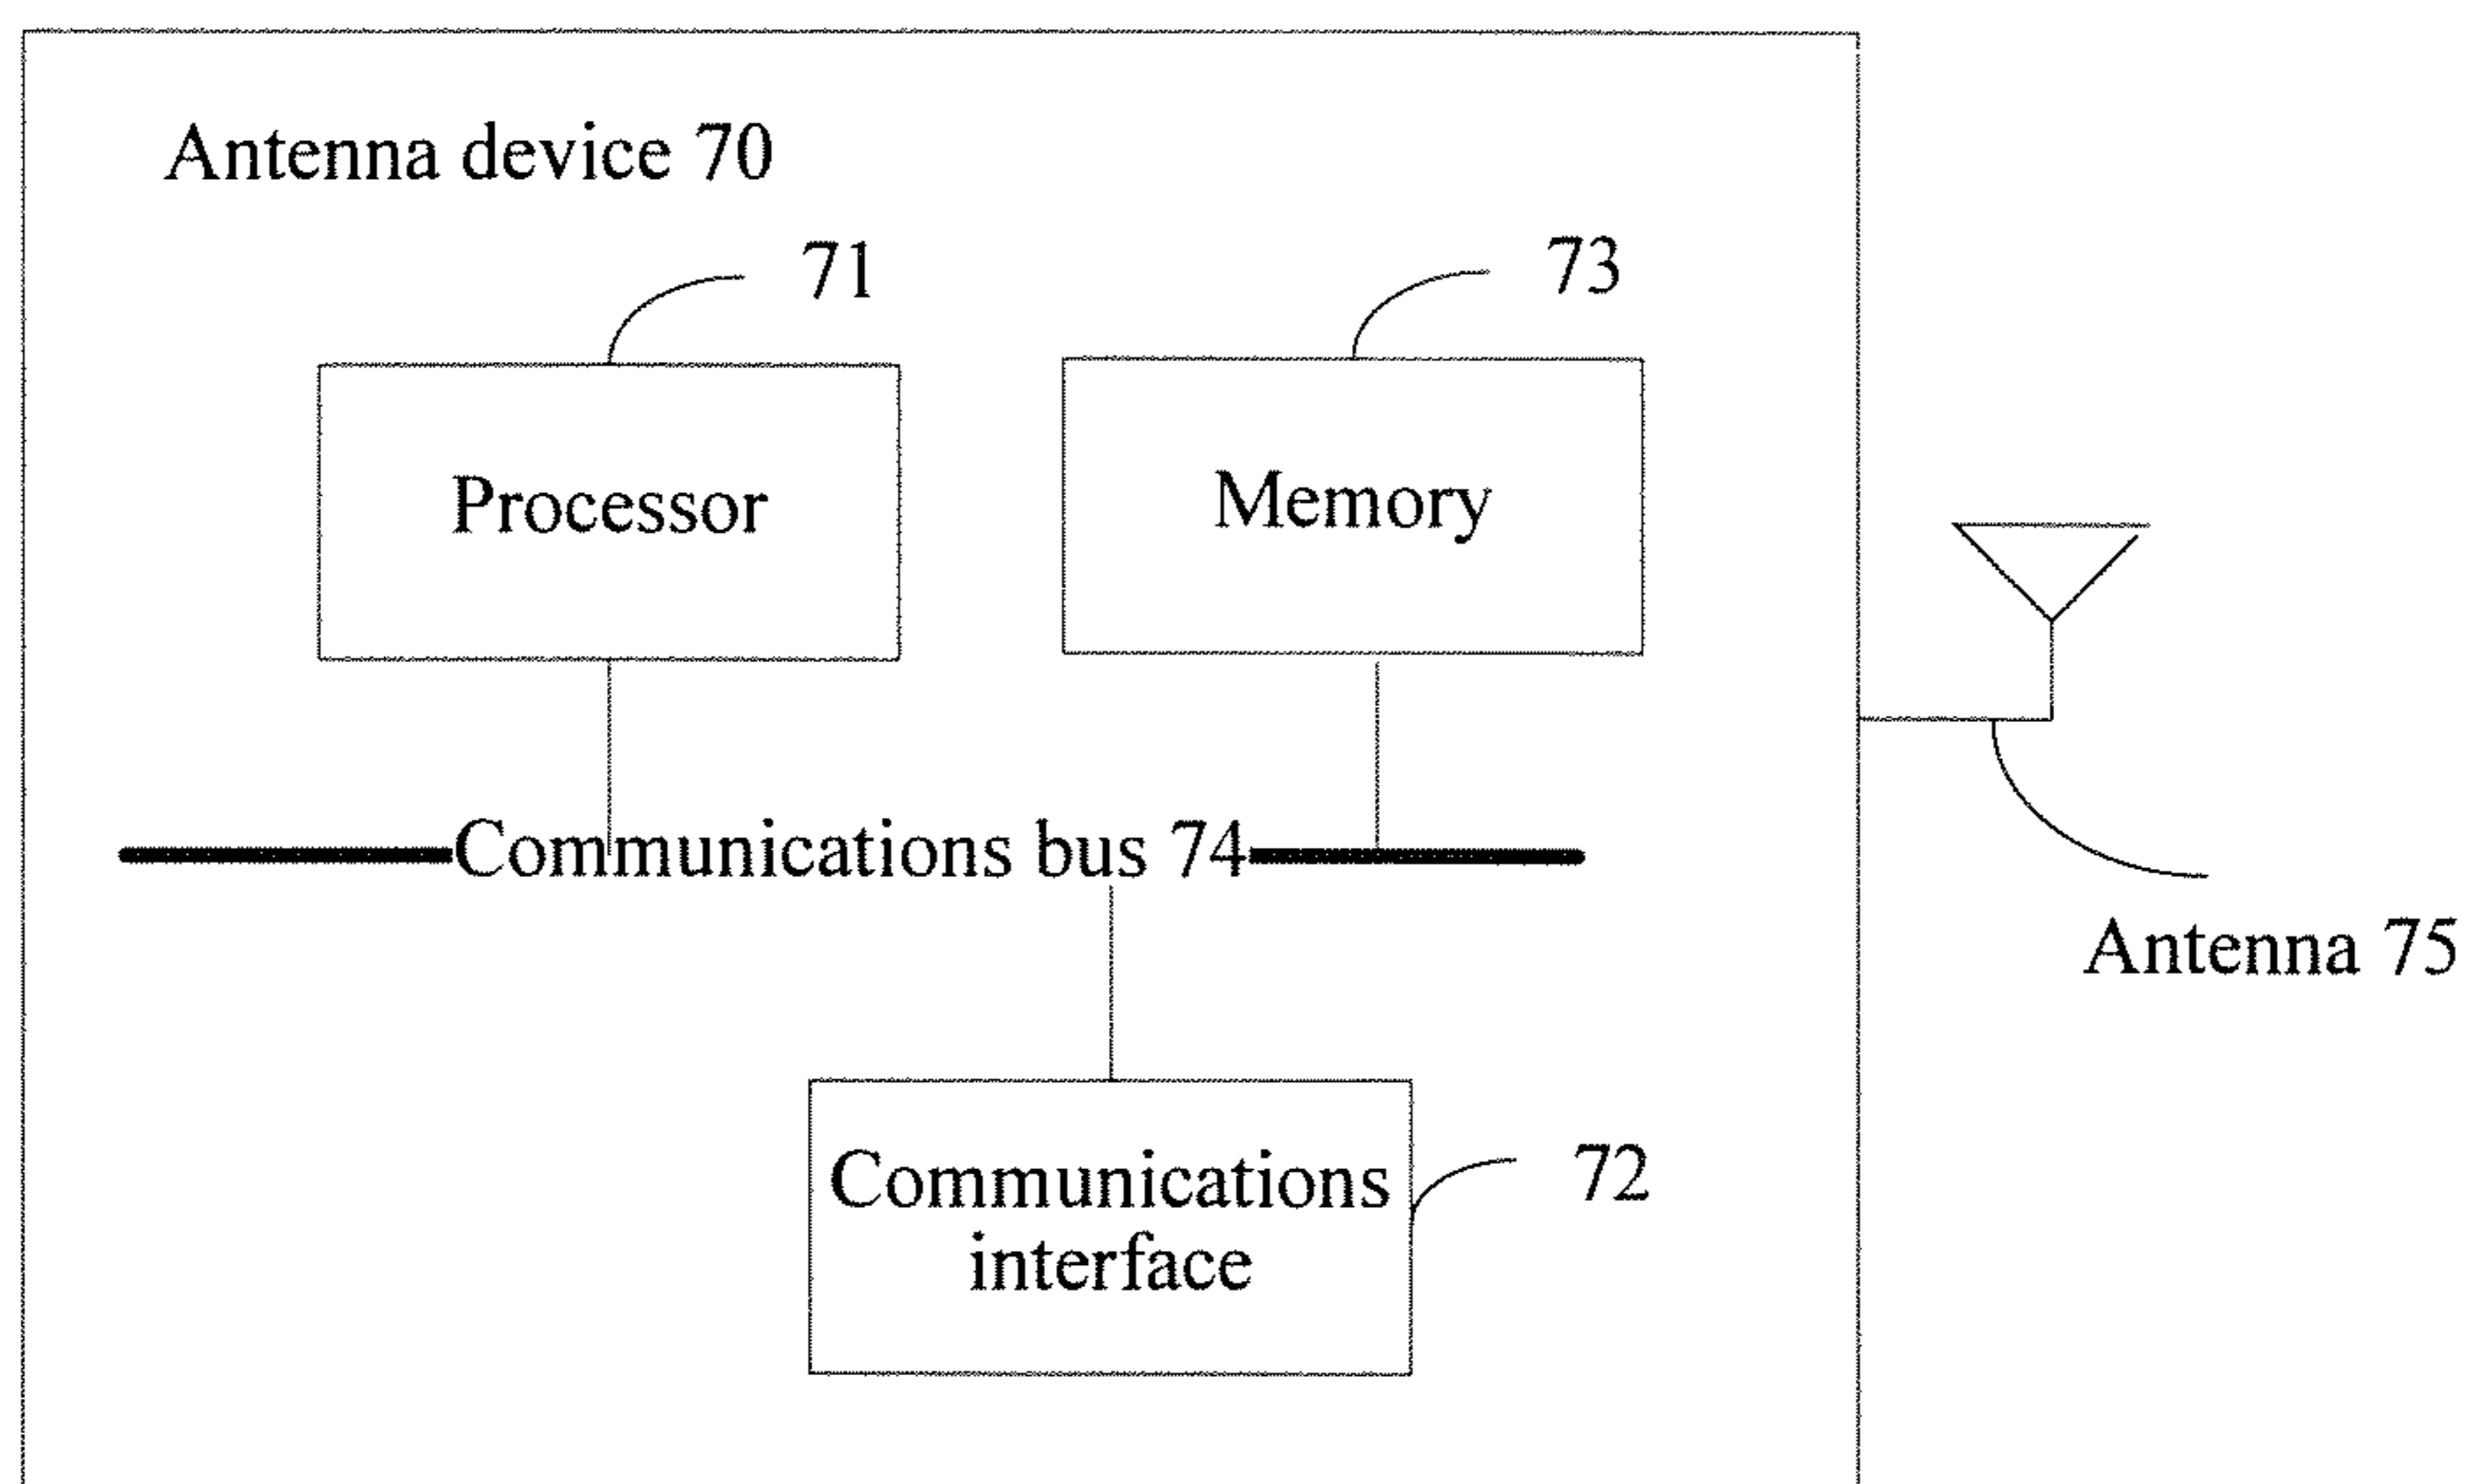 Antenna device 70
71
73
Processor
Memory
Communications bus 74
Antenna 75
Communications
interface
72